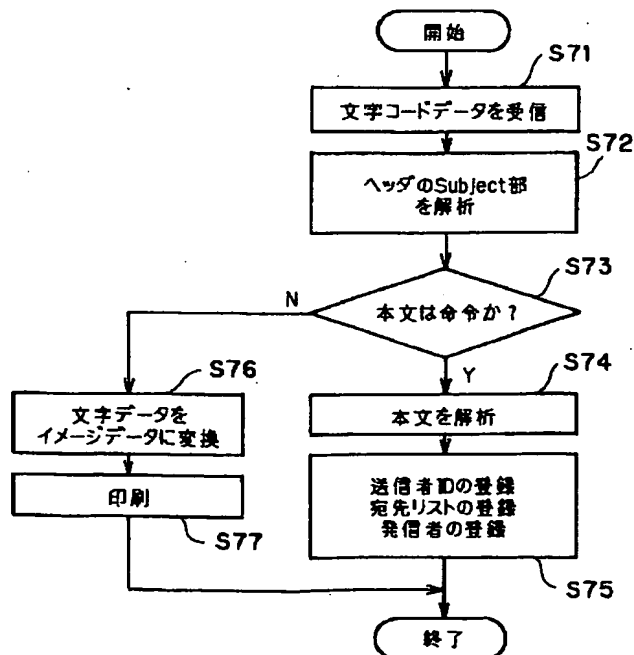 開始
S71
文字コードデータを受信
S72
ヘッダのSubject部
を解析
S73
本文は命令か?
N
Y
S76
文字データを
イメージデータに変換
S74
本文を解析
印刷
S77
送信者IDの登録
宛先リストの登録
発信者の登録
S75
終了